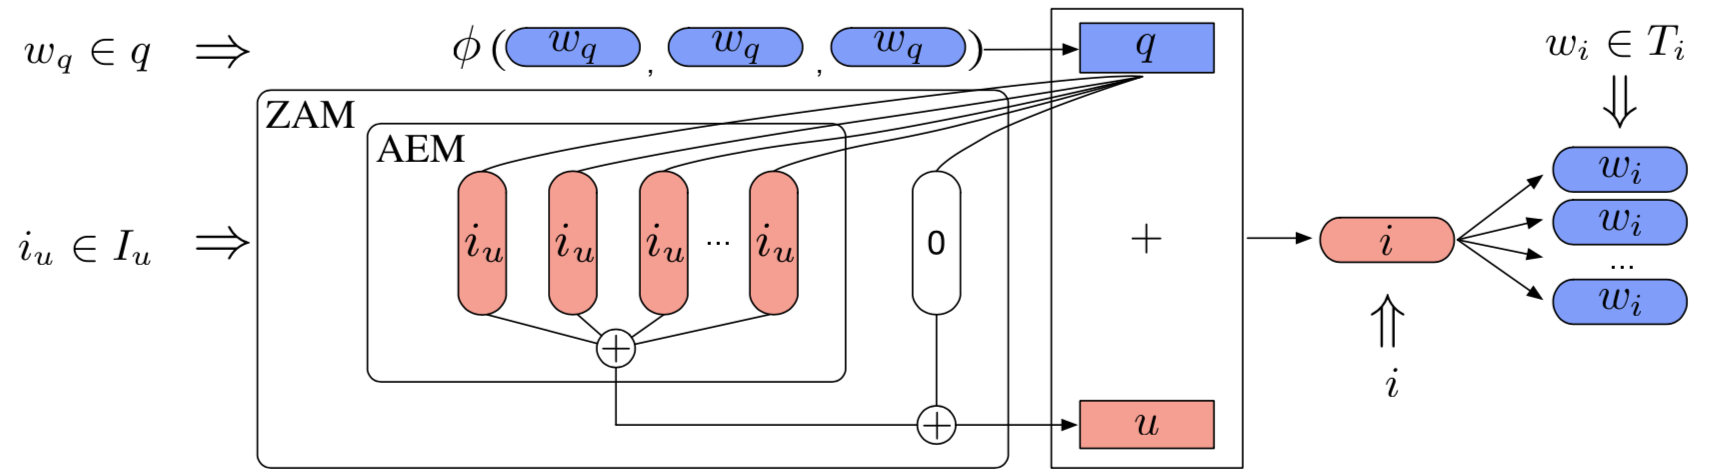 w_q ∈ q ⇒ ϕ ( w_q , w_q , w_q ) q
w_i ∈ T_i
⇓
ZAM
AEM
i_u ∈ I_u ⇒ i_u i_u i_u ... i_u 0
+
+
+
u
i
⇑
i
w_i
w_i
...
w_i